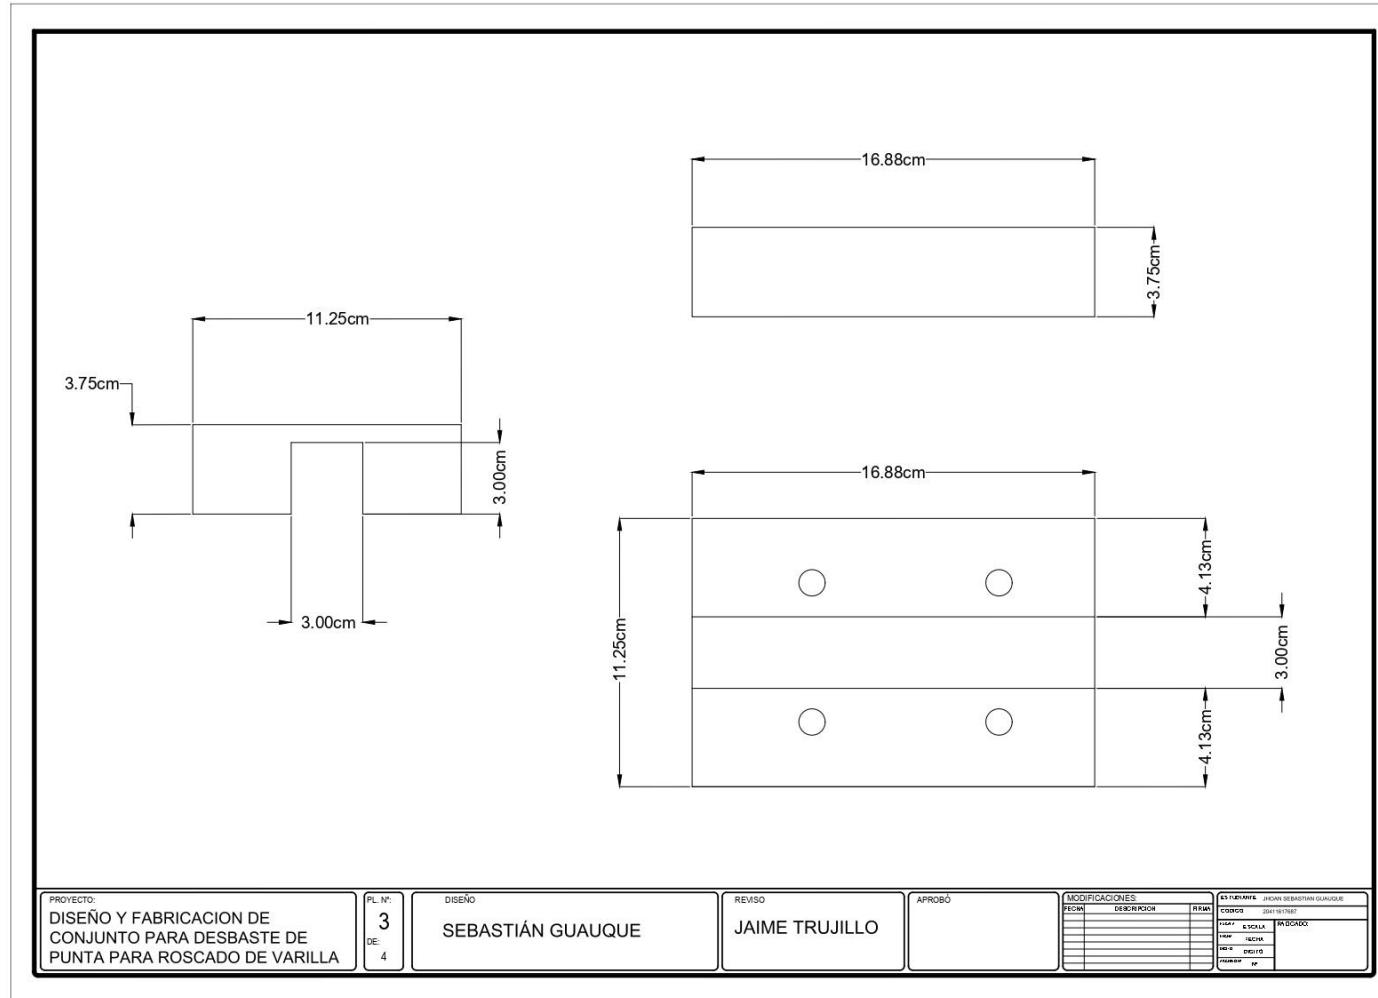 16.88cm
3.75cm
11.25cm
3.75cm
3.00cm
3.00cm
16.88cm
11.25cm
4.13cm
3.00cm
4.13cm
PROYECTO:
DISEÑO Y FABRICACION DE
CONJUNTO PARA DESBASTE DE
PUNTA PARA ROSCADO DE VARILLA
PL. Nº:
3
DE:
4
DISEÑO
SEBASTIÁN GUAUQUE
REVISO
JAIME TRUJILLO
APROBÓ
MODIFICACIONES:
FECHA DESCRIPCION FIRMA
ESTUDIANTE JHOAN SEBASTIAN GUAUQUE
CODIGO
ESCALA
FECHA
DIGITÓ
Nº